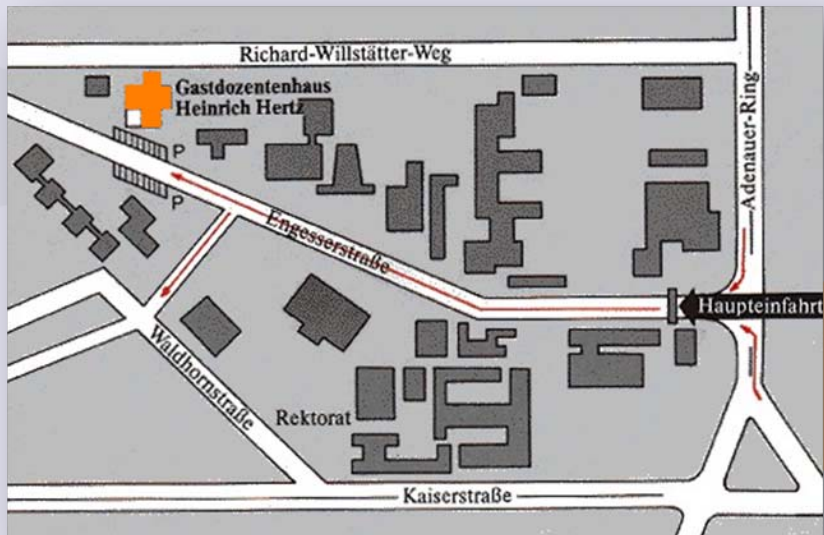 Richard-Willstätter-Weg
Gastdozentenhaus
Heinrich Hertz
Adenauer-Ring
P
P
Engesserstraße
Haupteinfahrt
Waldhornstraße
Rektorat
Kaiserstraße